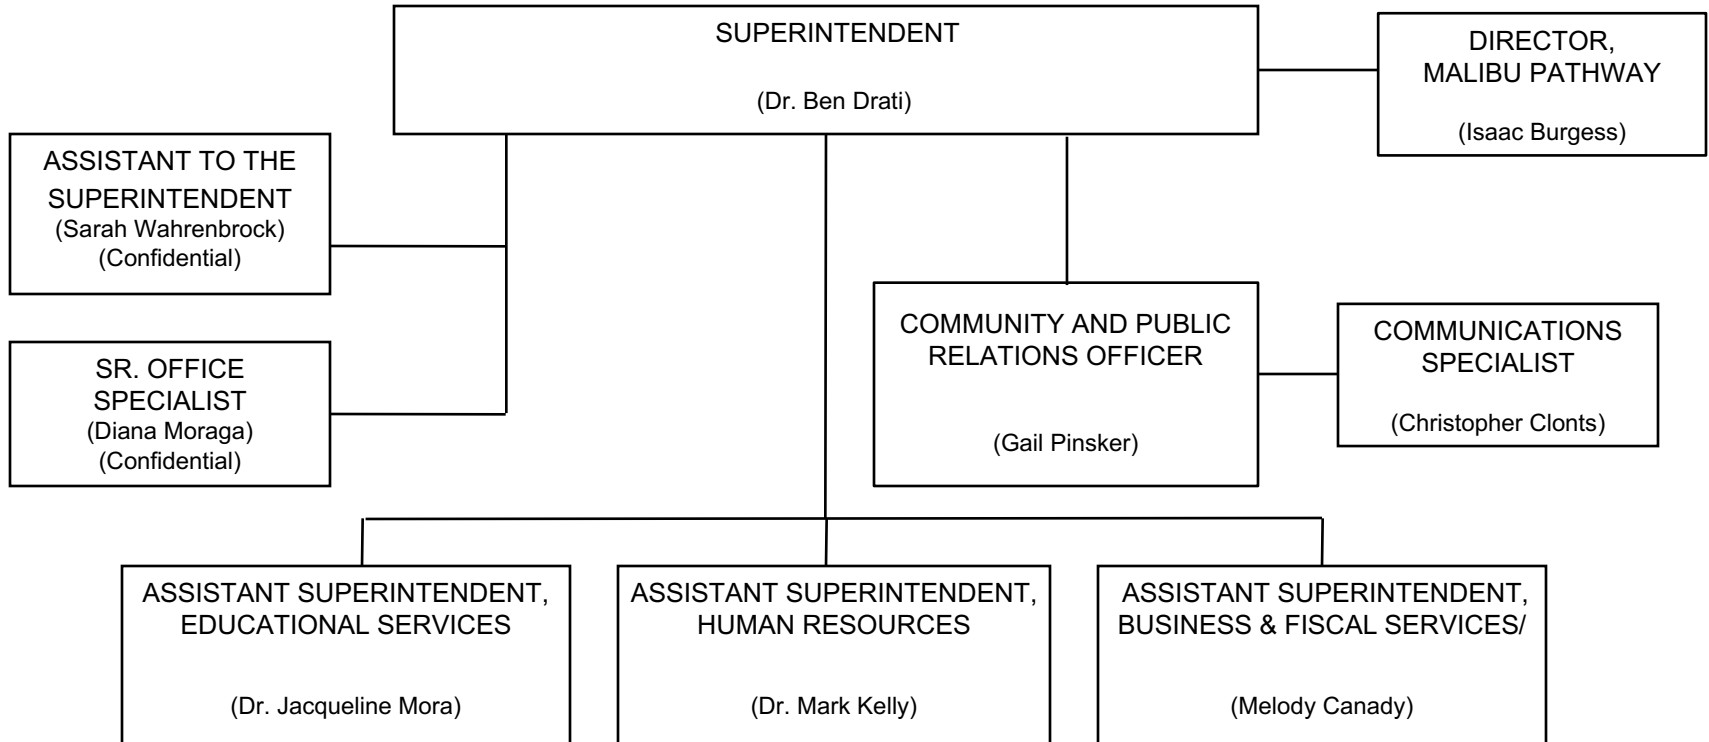 SUPERINTENDENT
(Dr. Ben Drati)
DIRECTOR,
MALIBU PATHWAY
(Isaac Burgess)
ASSISTANT TO THE
SUPERINTENDENT
(Sarah Wahrenbrock)
(Confidential)
SR. OFFICE
SPECIALIST
(Diana Moraga)
(Confidential)
COMMUNITY AND PUBLIC
RELATIONS OFFICER
(Gail Pinsker)
COMMUNICATIONS
SPECIALIST
(Christopher Clonts)
ASSISTANT SUPERINTENDENT,
EDUCATIONAL SERVICES
(Dr. Jacqueline Mora)
ASSISTANT SUPERINTENDENT,
HUMAN RESOURCES
(Dr. Mark Kelly)
ASSISTANT SUPERINTENDENT,
BUSINESS & FISCAL SERVICES/
(Melody Canady)